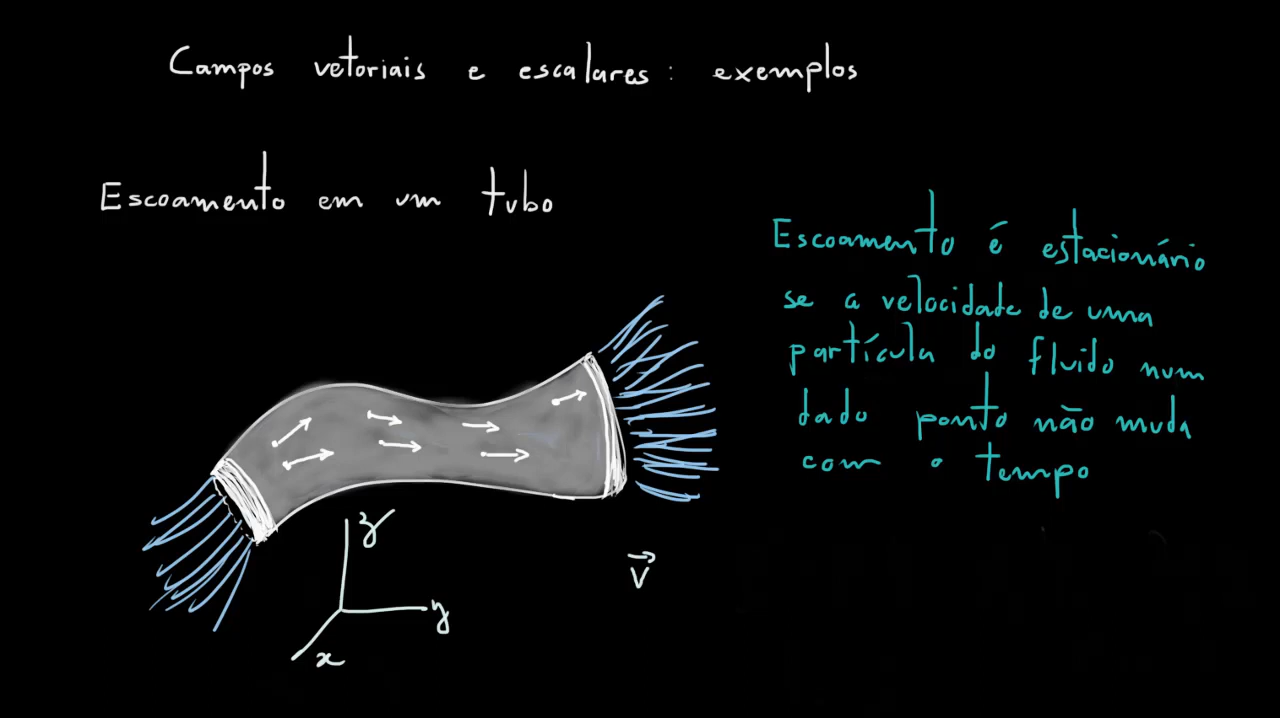 Campos vetoriais e escalares: exemplos
Escoamento em um tubo
Escoamento é estacionário
se a velocidade de uma
partícula do fluido num
dado ponto não muda
com o tempo
z
y
x
v⃗